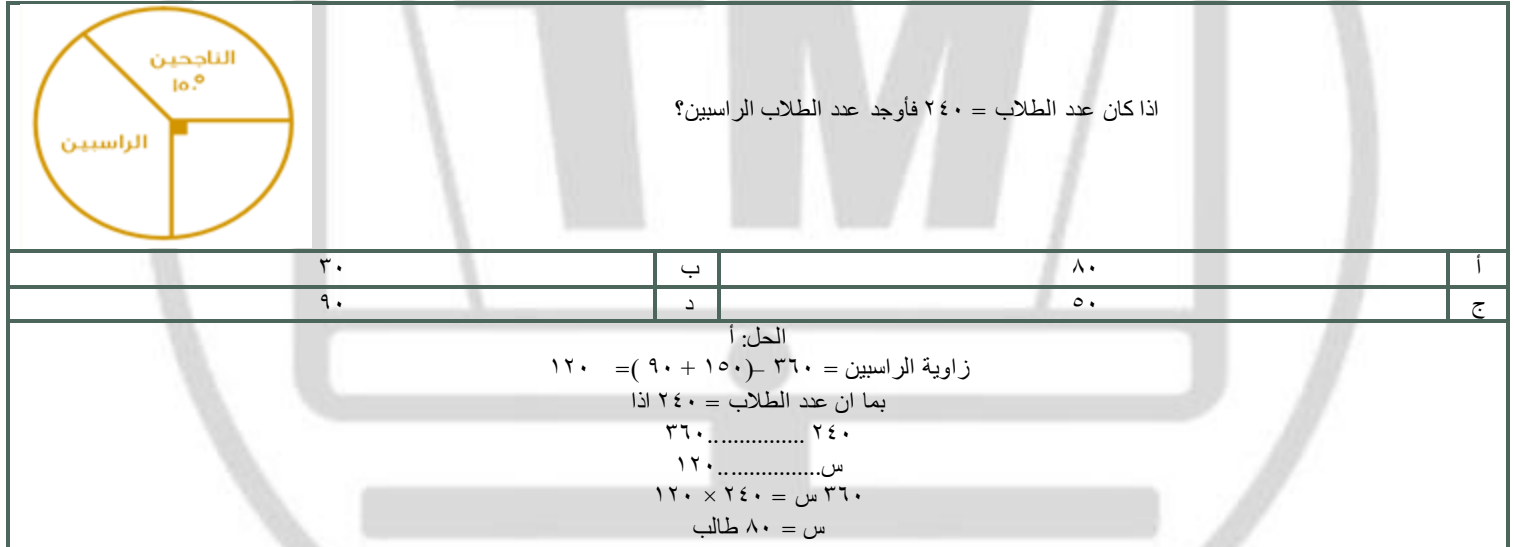 الناجحين
١٥٠°
الراسبين
اذا كان عدد الطلاب = ٢٤٠ فأوجد عدد الطلاب الراسبين؟
أ ٨٠ ب ٣٠
ج ٥٠ د ٩٠
الحل: أ
زاوية الراسبين = ٣٦٠ –(١٥٠ + ٩٠ )= ١٢٠
بما ان عدد الطلاب = ٢٤٠ اذا
٢٤٠ ...............٣٦٠
س.................١٢٠
٣٦٠ س = ٢٤٠ × ١٢٠
س = ٨٠ طالب
TM